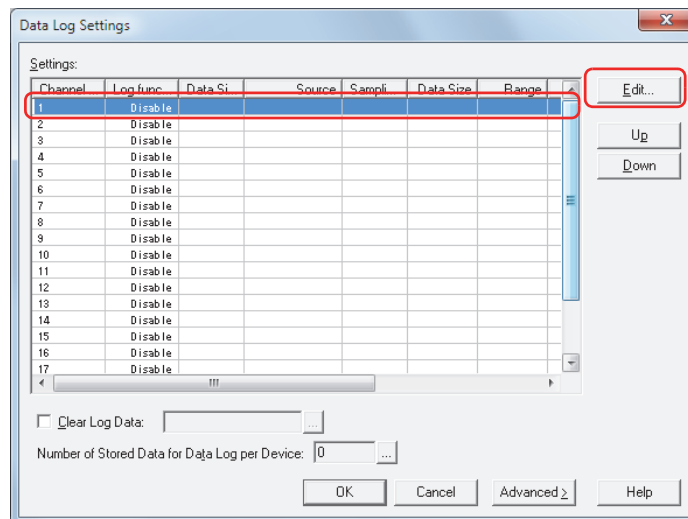 Data Log Settings
Settings:
Channel Log func... Data Si... Source Sampli... Data Size Range
1 Disable
2 Disable
3 Disable
4 Disable
5 Disable
6 Disable
7 Disable
8 Disable
9 Disable
10 Disable
11 Disable
12 Disable
13 Disable
14 Disable
15 Disable
16 Disable
17 Disable
Edit...
Up
Down
Clear Log Data: ...
Number of Stored Data for Data Log per Device: 0 ...
OK Cancel Advanced > Help